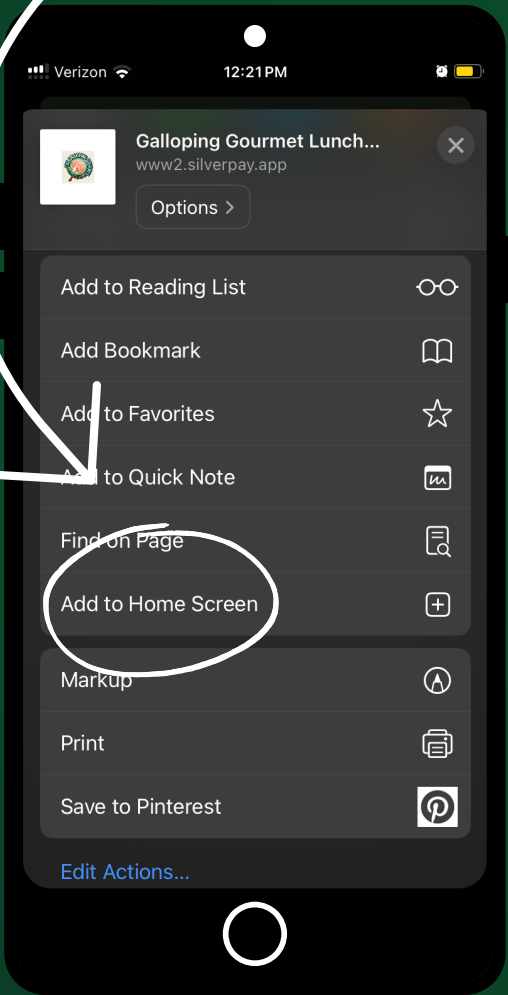 Verizon 12:21 PM
Galloping Gourmet Lunch...
www2.silverpay.app
Options
Add to Reading List
Add Bookmark
Add to Favorites
Add to Quick Note
Find on Page
Add to Home Screen
Markup
Print
Save to Pinterest
Edit Actions...